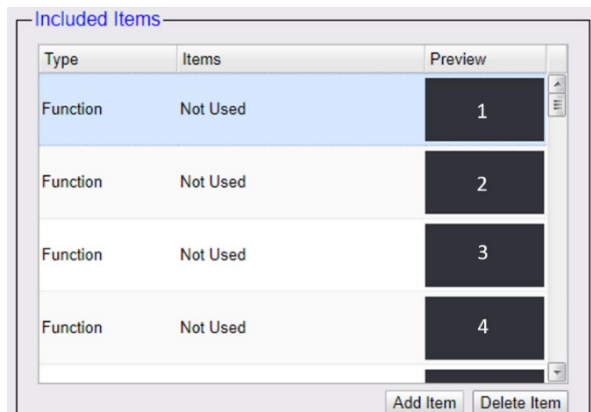 Included Items
Type Items Preview
Function Not Used 1
Function Not Used 2
Function Not Used 3
Function Not Used 4
Add Item Delete Item